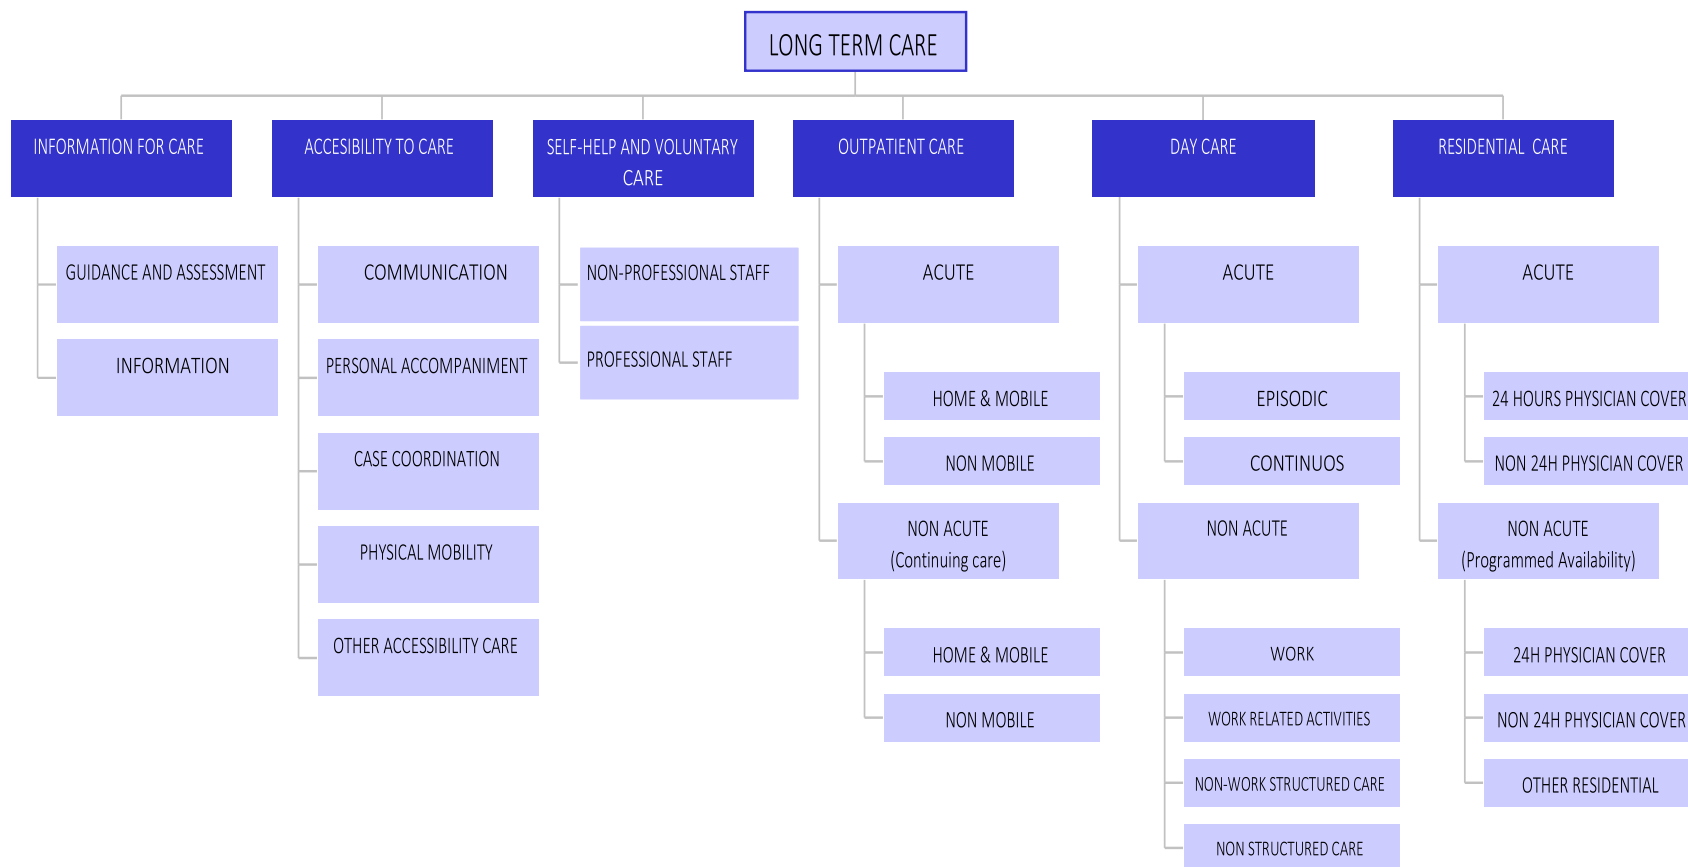 LONG TERM CARE
INFORMATION FOR CARE
GUIDANCE AND ASSESSMENT
INFORMATION
ACCESIBILITY TO CARE
COMMUNICATION
PERSONAL ACCOMPANIMENT
CASE COORDINATION
PHYSICAL MOBILITY
OTHER ACCESSIBILITY CARE
SELF-HELP AND VOLUNTARY
CARE
NON-PROFESSIONAL STAFF
PROFESSIONAL STAFF
OUTPATIENT CARE
ACUTE
HOME & MOBILE
NON MOBILE
NON ACUTE
(Continuing care)
HOME & MOBILE
NON MOBILE
DAY CARE
ACUTE
EPISODIC
CONTINUOS
NON ACUTE
WORK
WORK RELATED ACTIVITIES
NON-WORK STRUCTURED CARE
NON STRUCTURED CARE
RESIDENTIAL CARE
ACUTE
24 HOURS PHYSICIAN COVER
NON 24H PHYSICIAN COVER
NON ACUTE
(Programmed Availability)
24H PHYSICIAN COVER
NON 24H PHYSICIAN COVER
OTHER RESIDENTIAL